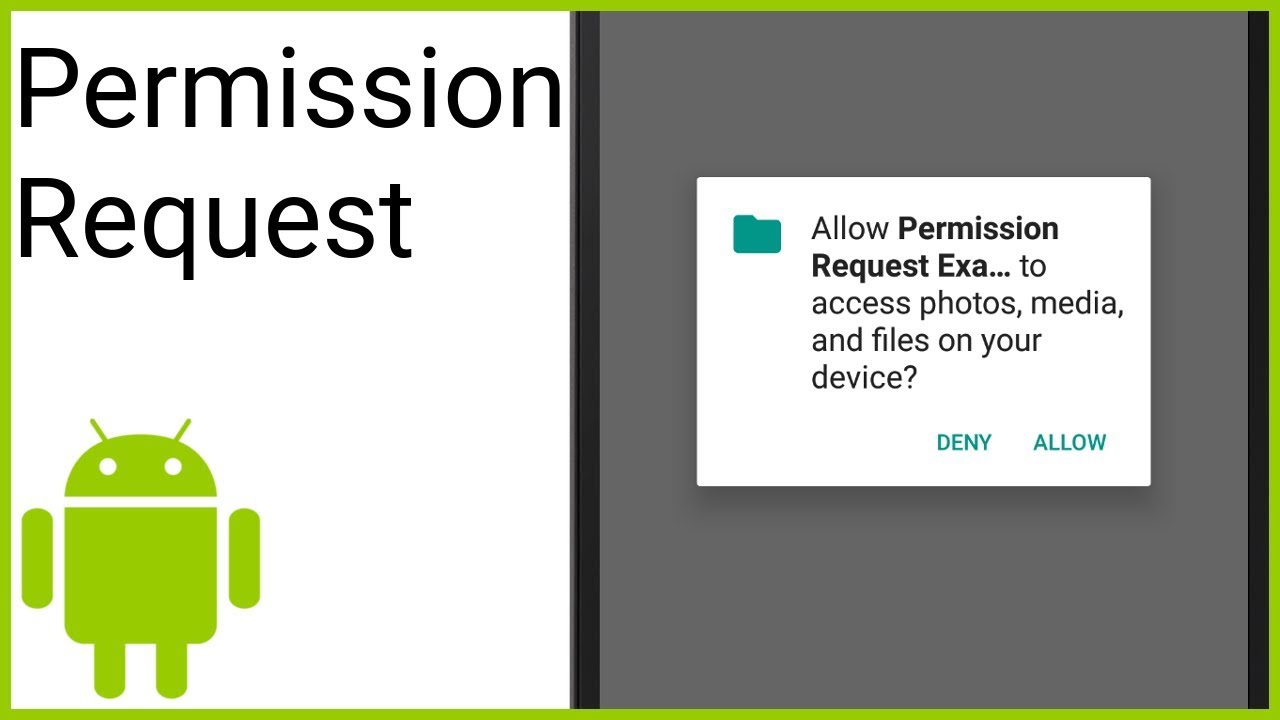 Permission
Request
Allow Permission
Request Exa... to
access photos, media,
and files on your
device?
DENY ALLOW